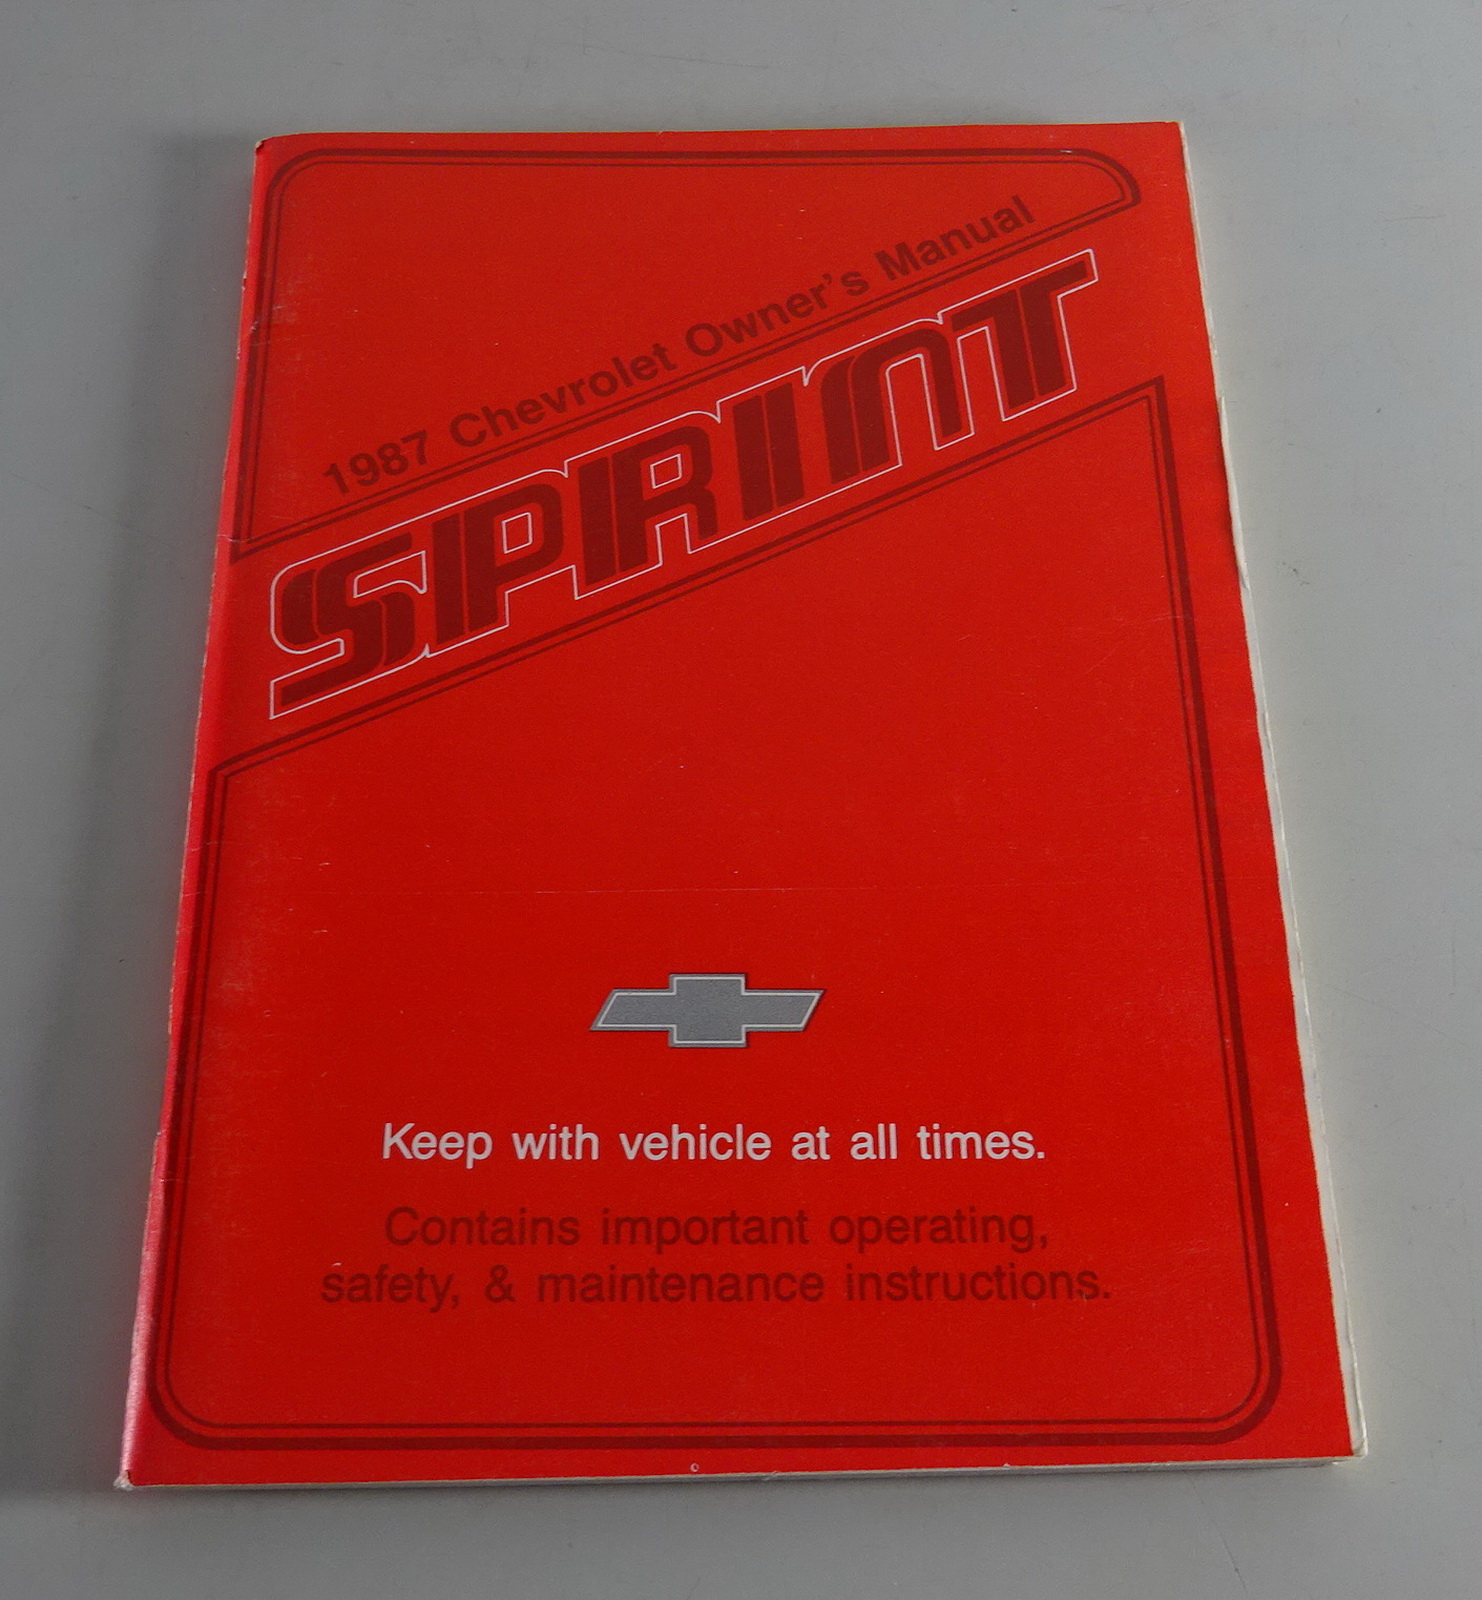 1987 Chevrolet Owner's Manual
SPRINT
Keep with vehicle at all times.
Contains important operating,
safety, & maintenance instructions.